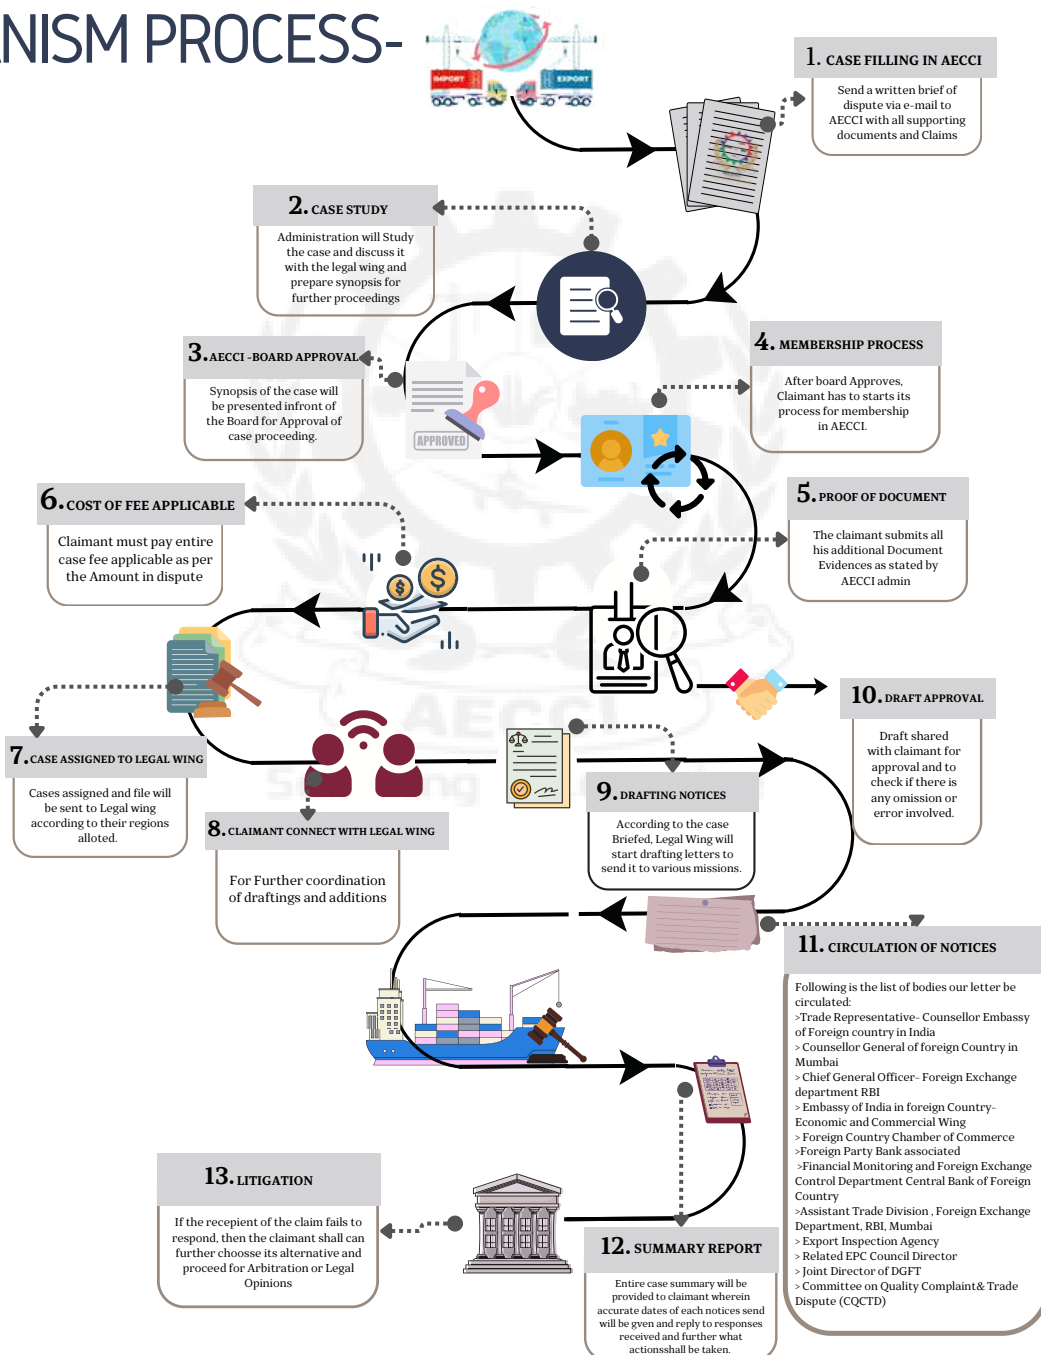 ANISM PROCESS-
IMPORT
EXPORT
1. CASE FILLING IN AECCI
Send a written brief of
dispute via e-mail to
AECCI with all supporting
documents and Claims
2. CASE STUDY
Administration will Study
the case and discuss it
with the legal wing and
prepare synopsis for
further proceedings
3. AECCI -BOARD APPROVAL
Synopsis of the case will
be presented infront of
the Board for Approval of
case proceeding.
APPROVED
4. MEMBERSHIP PROCESS
After board Approves,
Claimant has to starts its
process for membership
in AECCI.
5. PROOF OF DOCUMENT
The claimant submits all
his additional Document
Evidences as stated by
AECCI admin
6. COST OF FEE APPLICABLE
Claimant must pay entire
case fee applicable as per
the Amount in dispute
7. CASE ASSIGNED TO LEGAL WING
Cases assigned and file will
be sent to Legal wing
according to their regions
alloted.
8. CLAIMANT CONNECT WITH LEGAL WING
For Further coordination
of draftings and additions
9. DRAFTING NOTICES
According to the case
Briefed, Legal Wing will
start drafting letters to
send it to various missions.
10. DRAFT APPROVAL
Draft shared
with claimant for
approval and to
check if there is
any omission or
error involved.
AECCI
11. CIRCULATION OF NOTICES
Following is the list of bodies our letter be
circulated:
>Trade Representative- Counsellor Embassy
of Foreign country in India
> Counsellor General of foreign Country in
Mumbai
> Chief General Officer- Foreign Exchange
department RBI
> Embassy of India in foreign Country-
Economic and Commercial Wing
> Foreign Country Chamber of Commerce
>Foreign Party Bank associated
>Financial Monitoring and Foreign Exchange
Control Department Central Bank of Foreign
Country
>Assistant Trade Division , Foreign Exchange
Department, RBI, Mumbai
> Export Inspection Agency
> Related EPC Council Director
> Joint Director of DGFT
> Committee on Quality Complaint& Trade
Dispute (CQCTD)
12. SUMMARY REPORT
Entire case summary will be
provided to claimant wherein
accurate dates of each notices send
will be gven and reply to responses
received and further what
actionsshall be taken.
13. LITIGATION
If the recepient of the claim fails to
respond, then the claimant shall can
further choosse its alternative and
proceed for Arbitration or Legal
Opinions